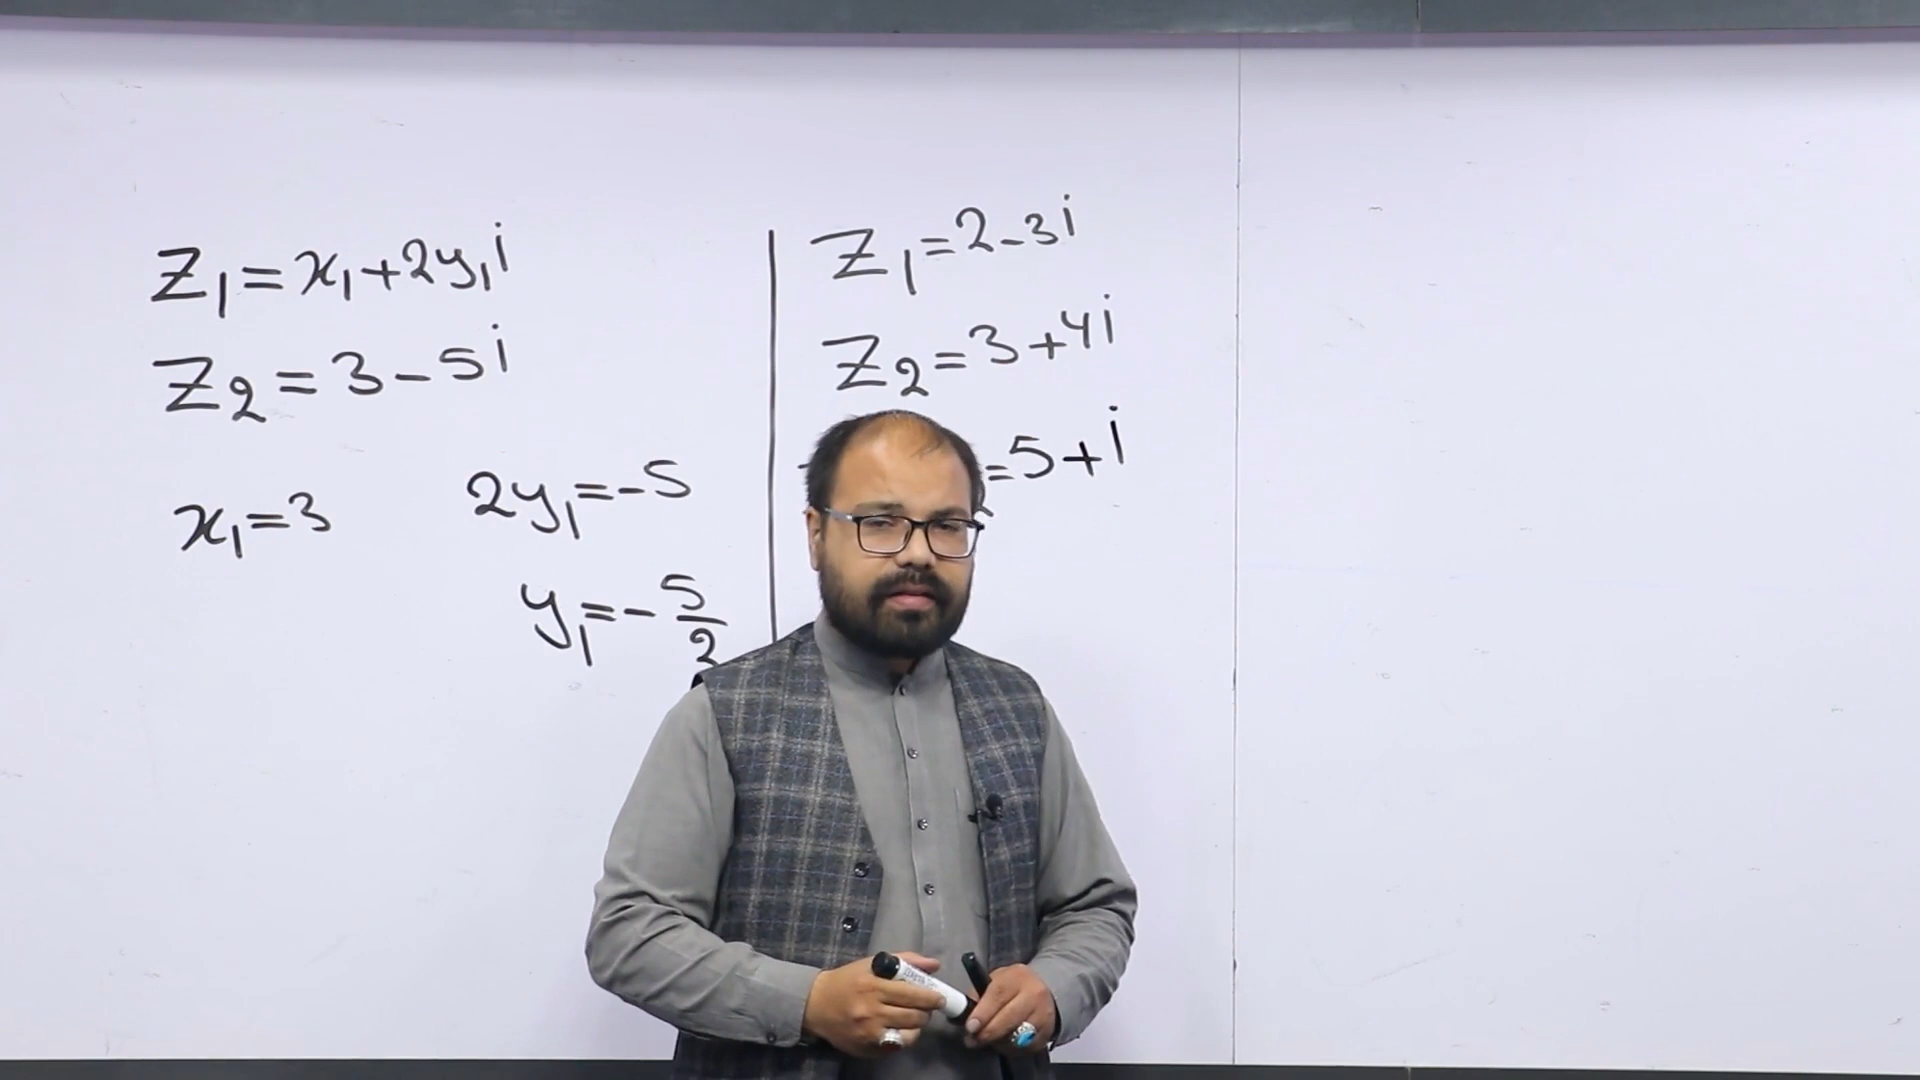 Z₁=x₁+2y₁i
Z₂=3-5i
x₁=3
2y₁=-5
y₁=-5/2
Z₁=2-3i
Z₂=3+4i
=5+i